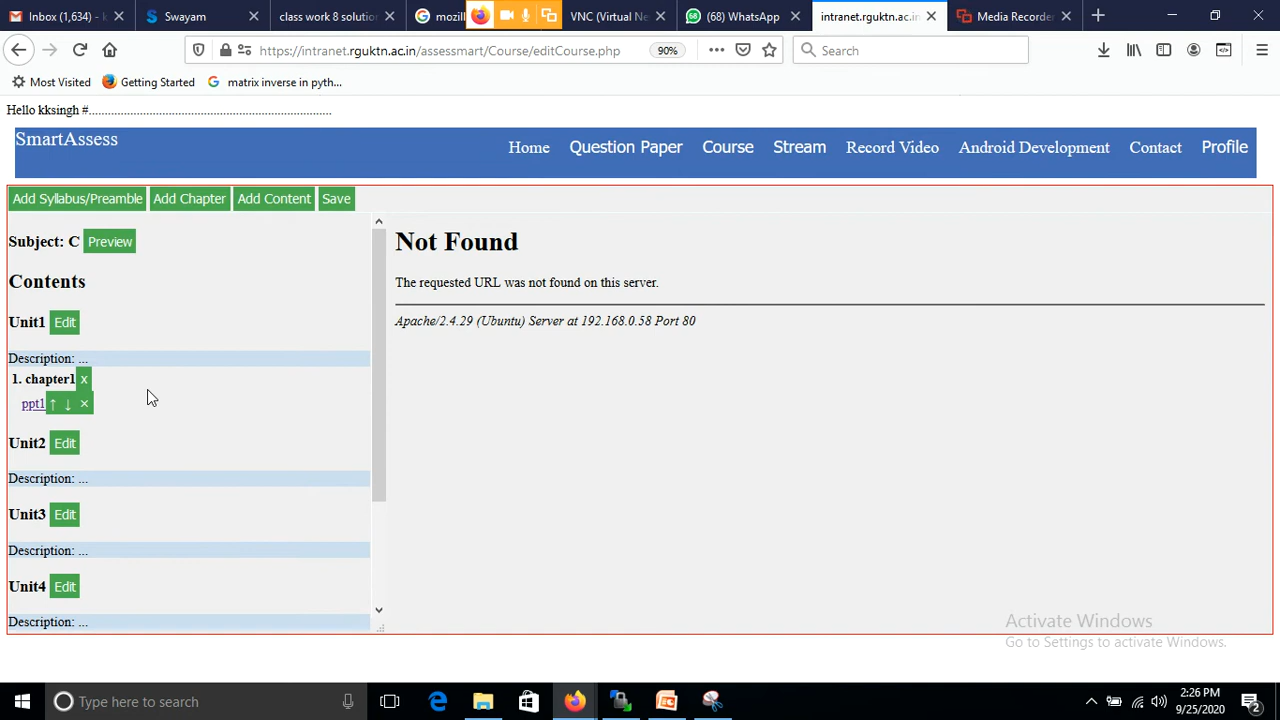 Inbox (1,634) - k
Swayam
class work 8 solution
mozill
VNC (Virtual Ne
(68) WhatsApp
intranet.rguktn.ac.in
Media Recorder
https://intranet.rguktn.ac.in/assessmart/Course/editCourse.php
90%
Search
Most Visited
Getting Started
matrix inverse in pyth...
Hello kksingh #..........................................................................
SmartAssess
Home
Question Paper
Course
Stream
Record Video
Android Development
Contact
Profile
Add Syllabus/Preamble
Add Chapter
Add Content
Save
Subject: C Preview
Contents
Unit1 Edit
Description: ...
1. chapter1 x
ppt1 ↑ ↓ ×
Unit2 Edit
Description: ...
Unit3 Edit
Description: ...
Unit4 Edit
Description: ...
Not Found
The requested URL was not found on this server.
Apache/2.4.29 (Ubuntu) Server at 192.168.0.58 Port 80
Activate Windows
Go to Settings to activate Windows.
Type here to search
2:26 PM
9/25/2020
2